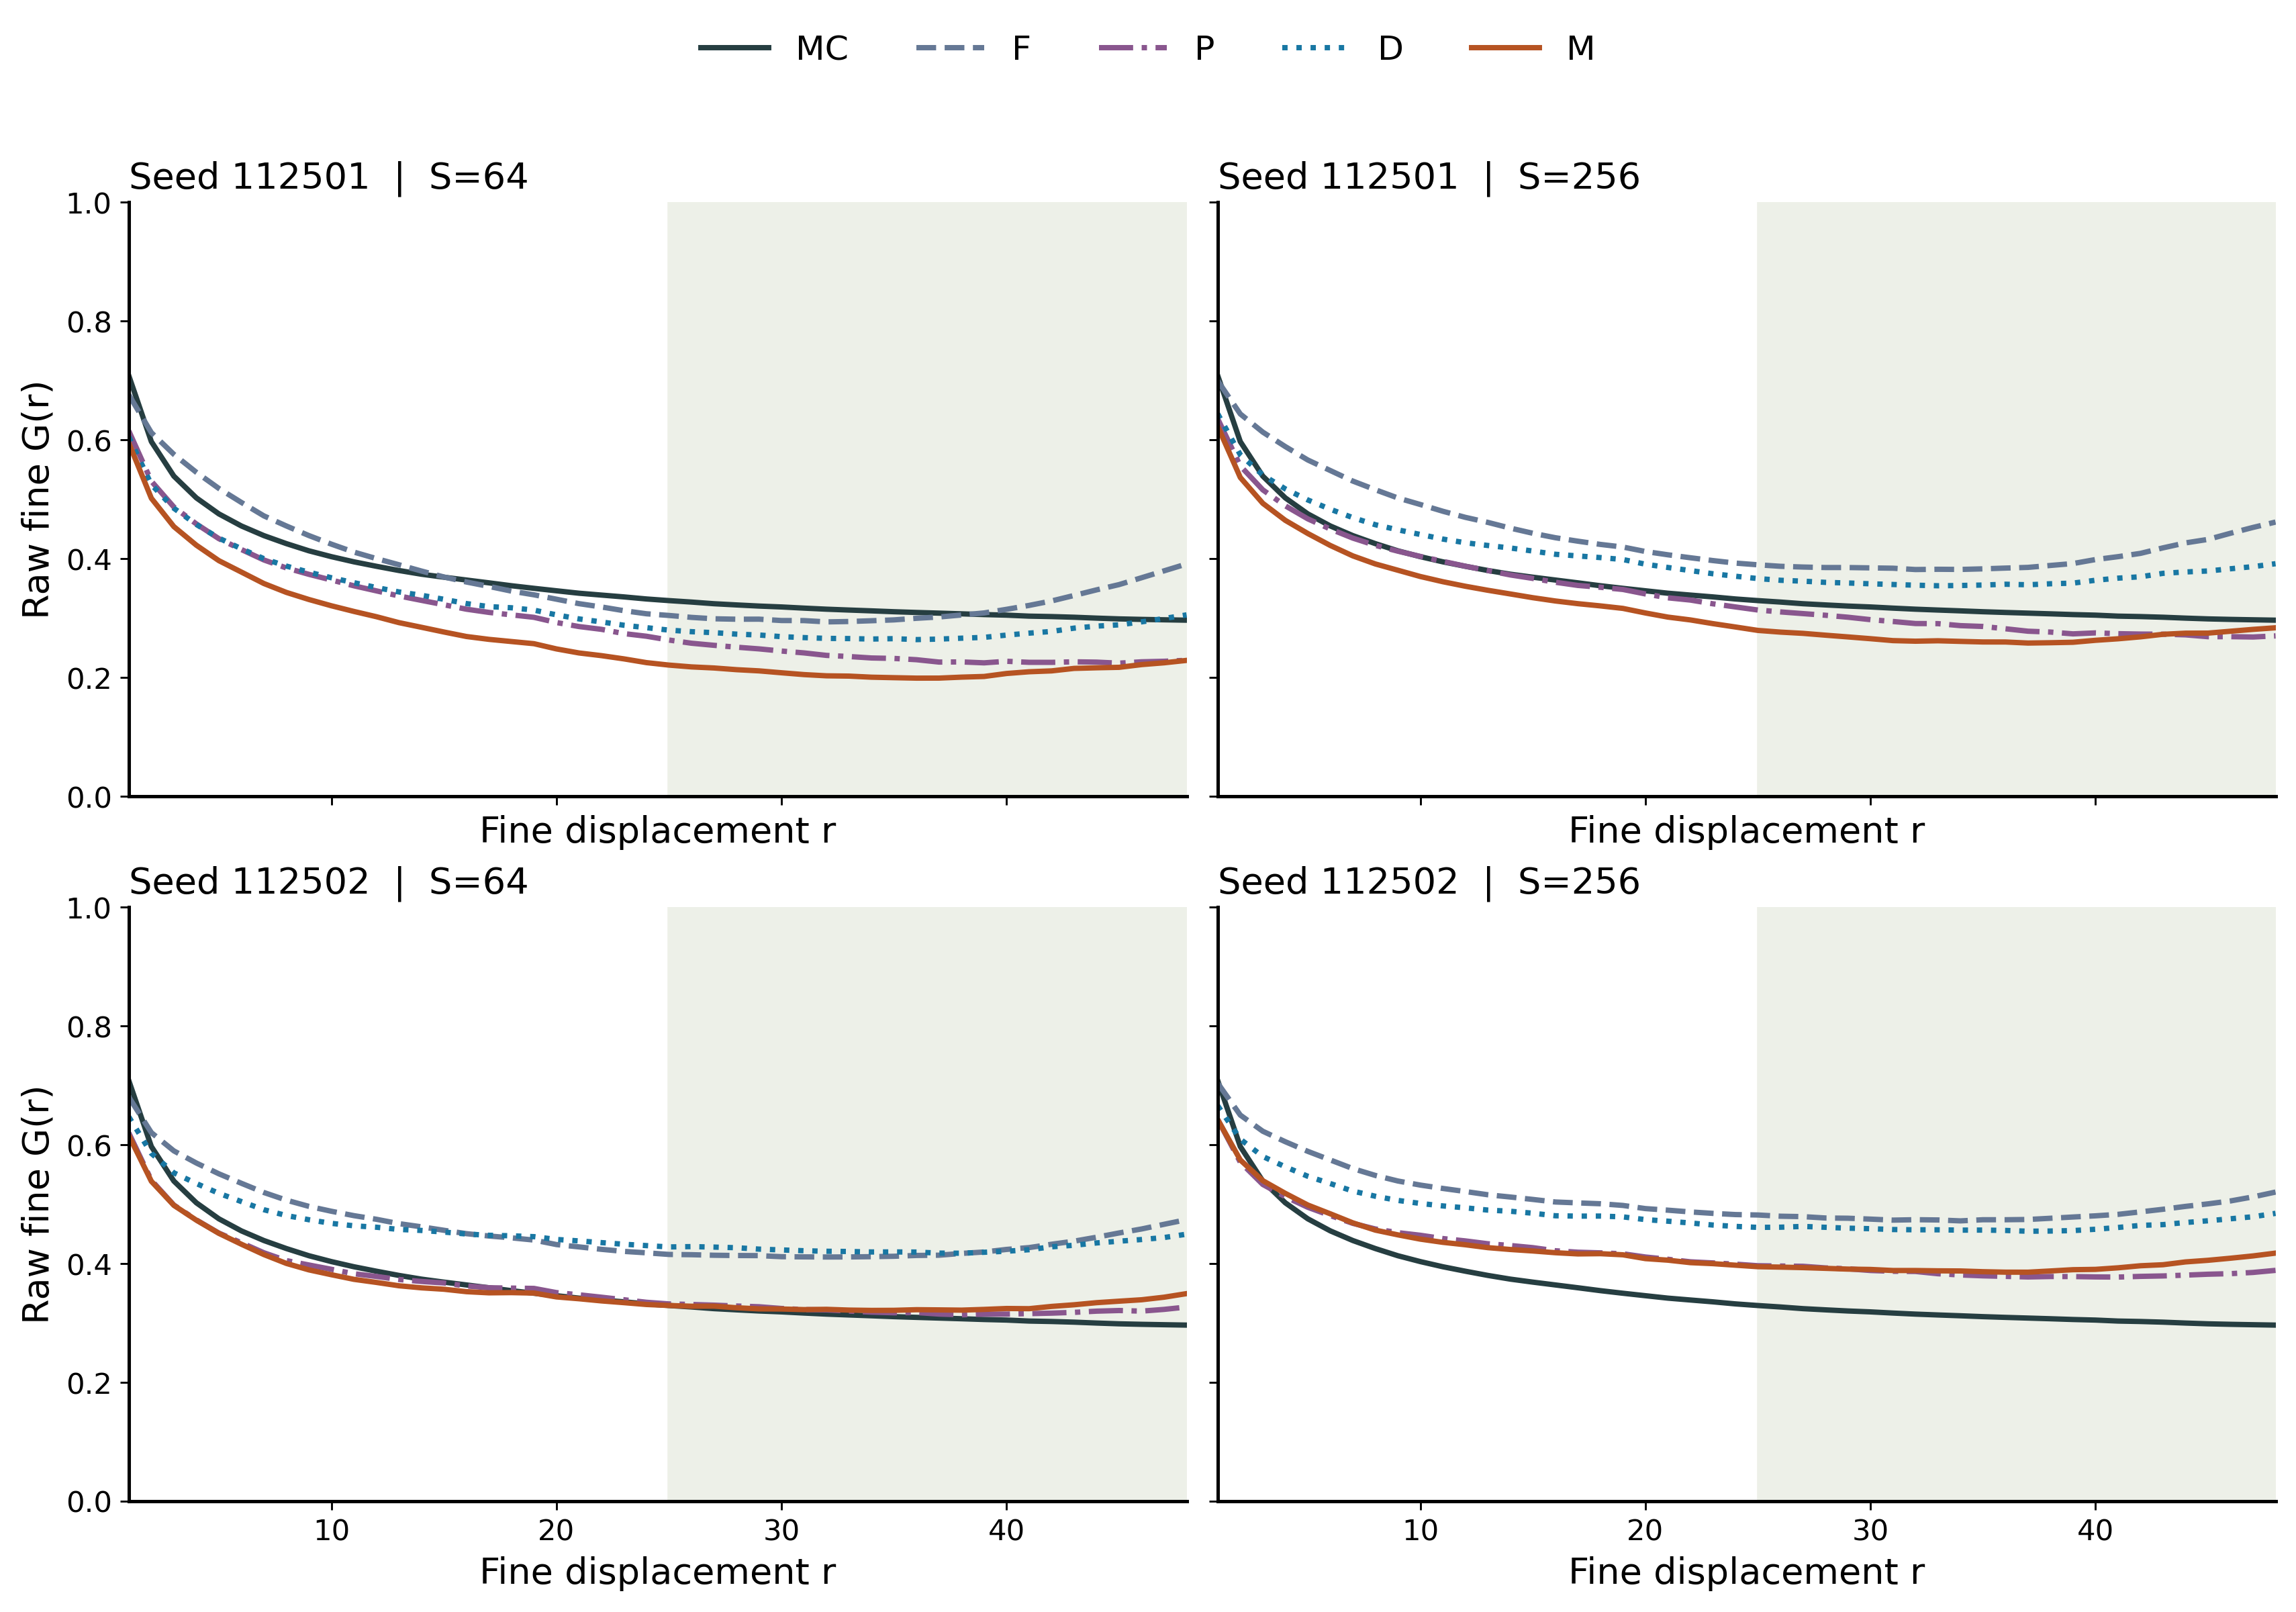 MC F P D M
Seed 112501 | S=64
Seed 112501 | S=256
1.0
0.8
0.6
0.4
0.2
0.0
Raw fine G(r)
Fine displacement r
Fine displacement r
Seed 112502 | S=64
Seed 112502 | S=256
1.0
0.8
0.6
0.4
0.2
0.0
Raw fine G(r)
10 20 30 40
10 20 30 40
Fine displacement r
Fine displacement r